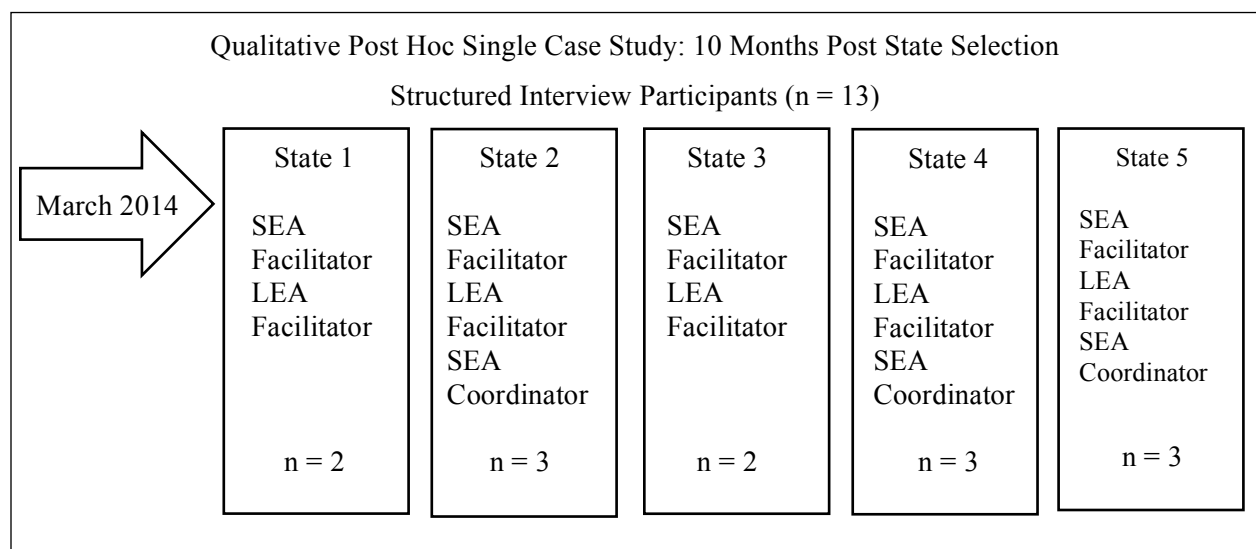 Qualitative Post Hoc Single Case Study: 10 Months Post State Selection
Structured Interview Participants (n = 13)
March 2014
State 1
SEA
Facilitator
LEA
Facilitator
n = 2
State 2
SEA
Facilitator
LEA
Facilitator
SEA
Coordinator
n = 3
State 3
SEA
Facilitator
LEA
Facilitator
n = 2
State 4
SEA
Facilitator
LEA
Facilitator
SEA
Coordinator
n = 3
State 5
SEA
Facilitator
LEA
Facilitator
SEA
Coordinator
n = 3